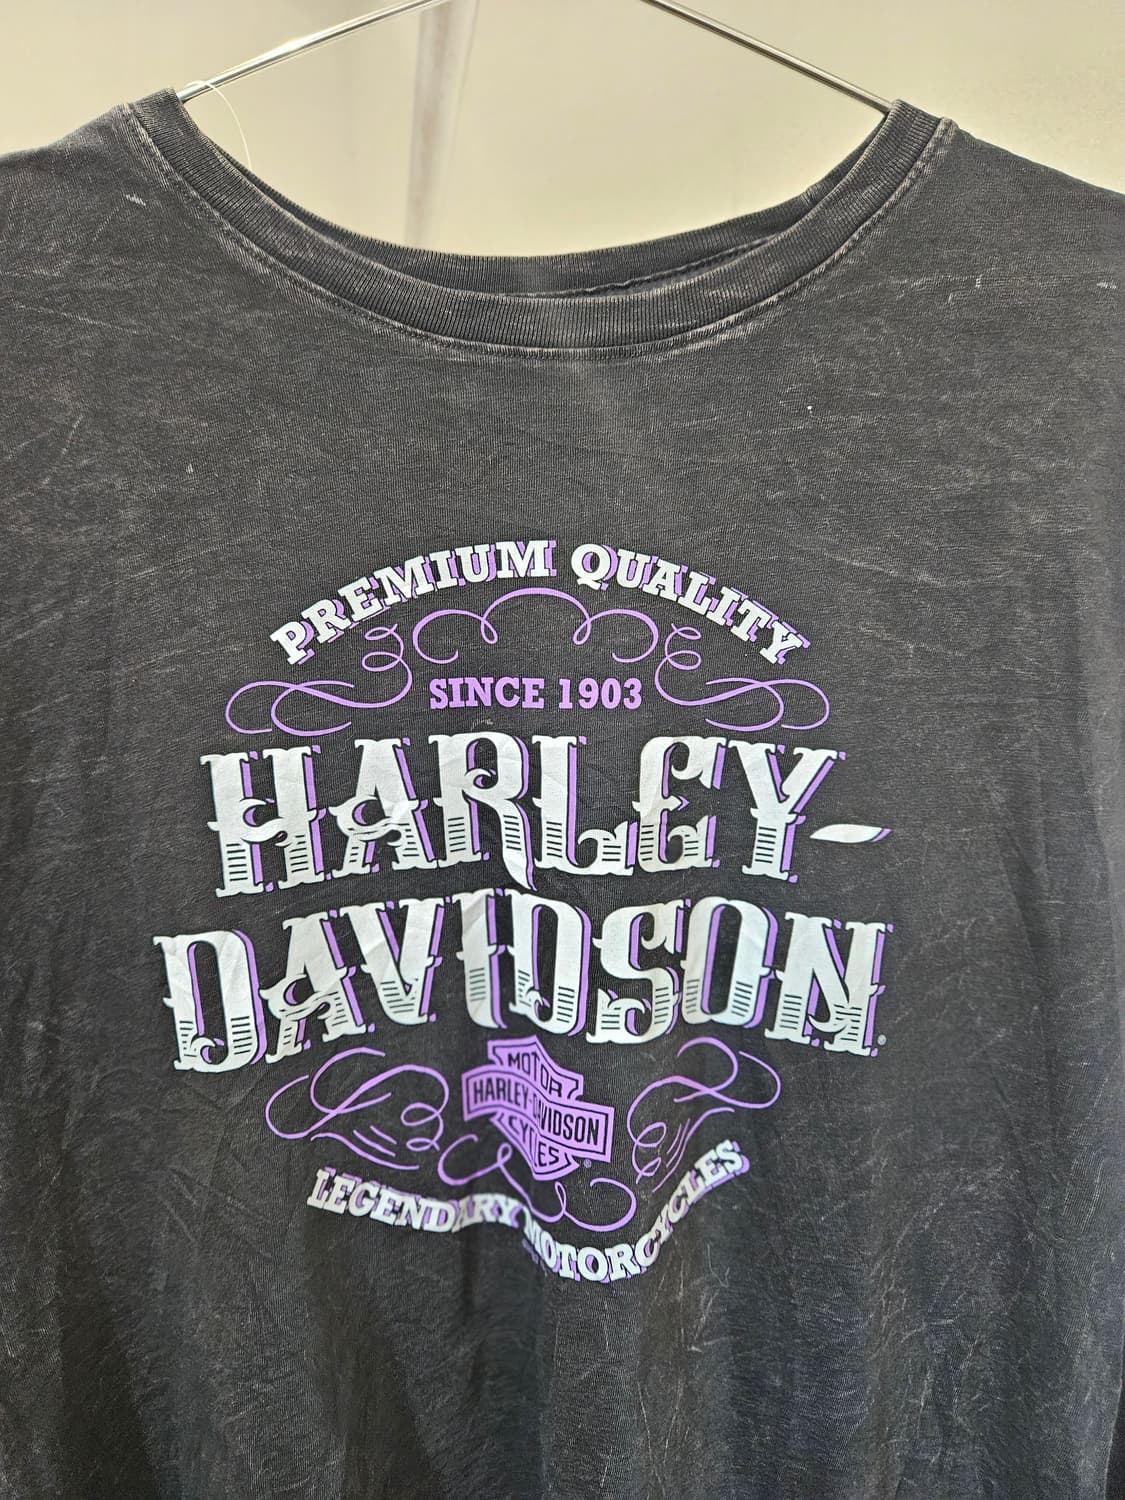 PREMIUM QUALITY
SINCE 1903
HARLEY-
DAVIDSON®
MOTOR
HARLEY-DAVIDSON
CYCLES
®
LEGENDARY MOTORCYCLES